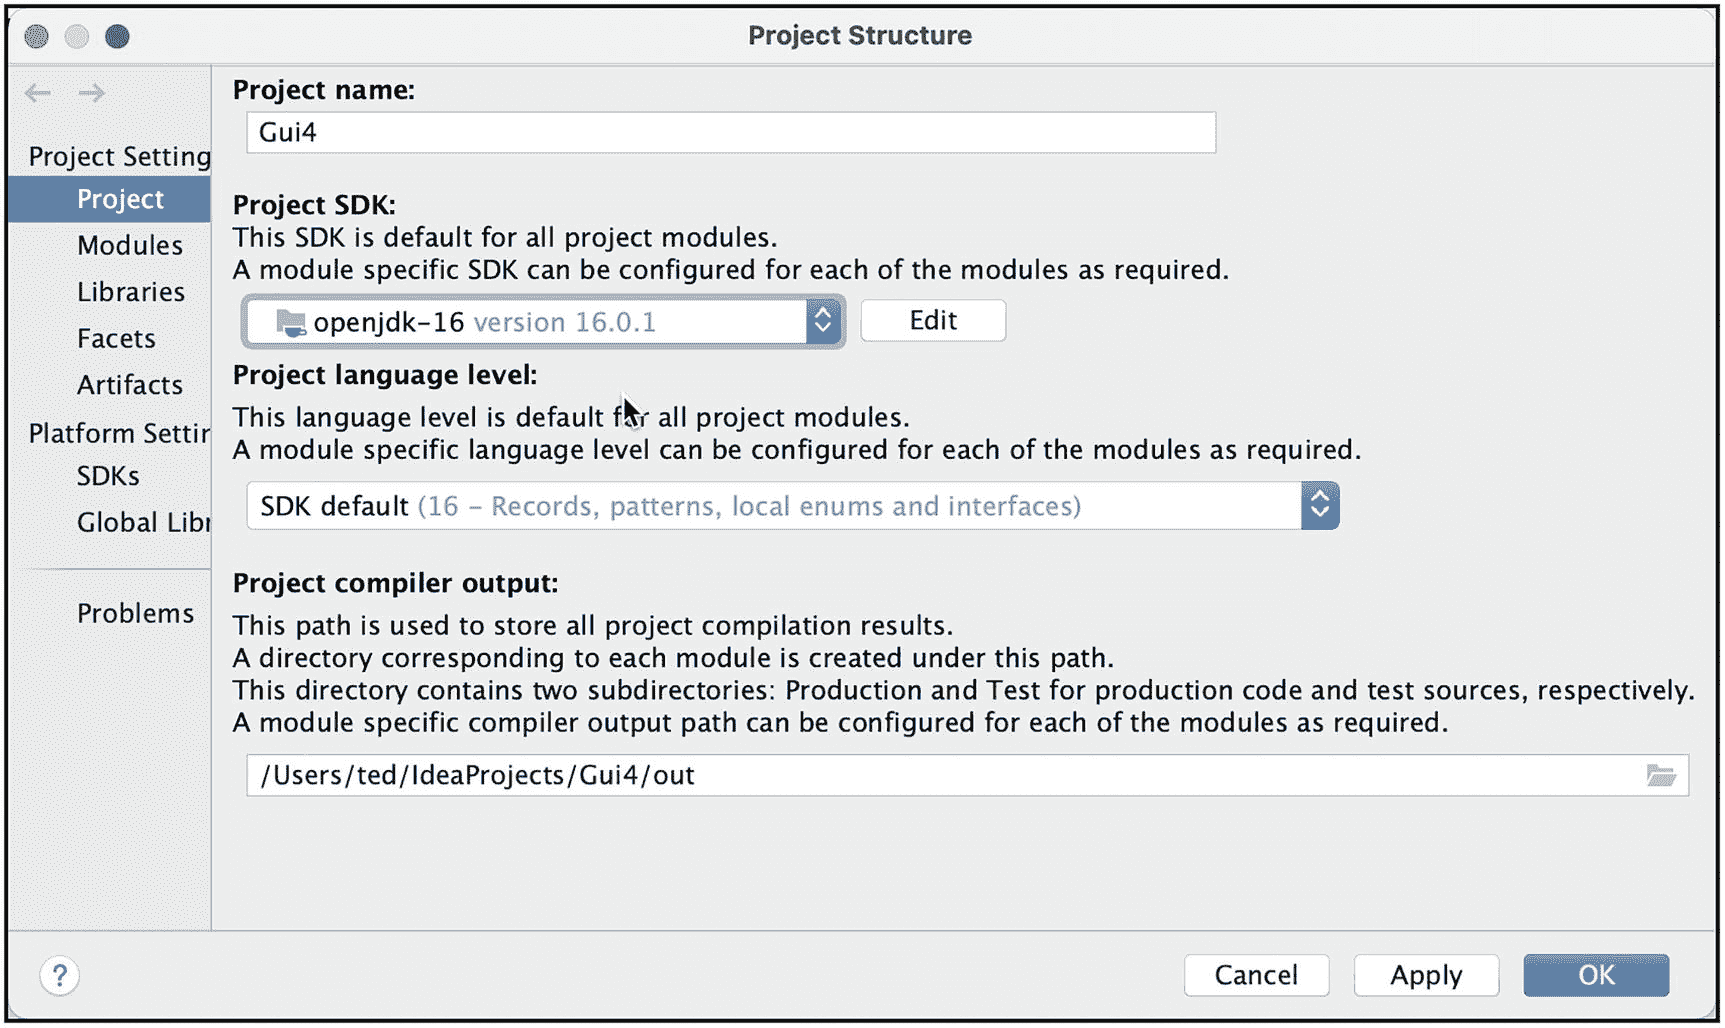 Project Structure
Project Setting
Project
Modules
Libraries
Facets
Artifacts
Platform Settir
SDKs
Global Libr
Problems
Project name:
Gui4
Project SDK:
This SDK is default for all project modules.
A module specific SDK can be configured for each of the modules as required.
openjdk-16 version 16.0.1
Edit
Project language level:
This language level is default for all project modules.
A module specific language level can be configured for each of the modules as required.
SDK default (16 – Records, patterns, local enums and interfaces)
Project compiler output:
This path is used to store all project compilation results.
A directory corresponding to each module is created under this path.
This directory contains two subdirectories: Production and Test for production code and test sources, respectively.
A module specific compiler output path can be configured for each of the modules as required.
/Users/ted/IdeaProjects/Gui4/out
?
Cancel
Apply
OK